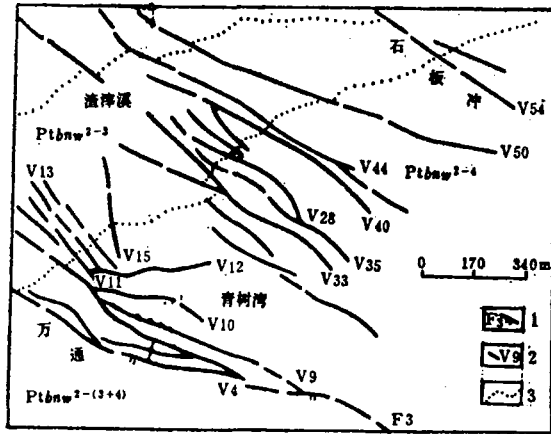 石
板
冲
V54
渣滓溪
Ptbnw²⁻³
V50
V44
Ptbnw²⁻⁴
V13
V40
V28
V35
V33
V15
V12
V11
0 170 340m
青树湾
V10
F3 1
万
通
V9 2
V9
V4
3
Ptbnw²⁻⁽³⁺⁴⁾
F3